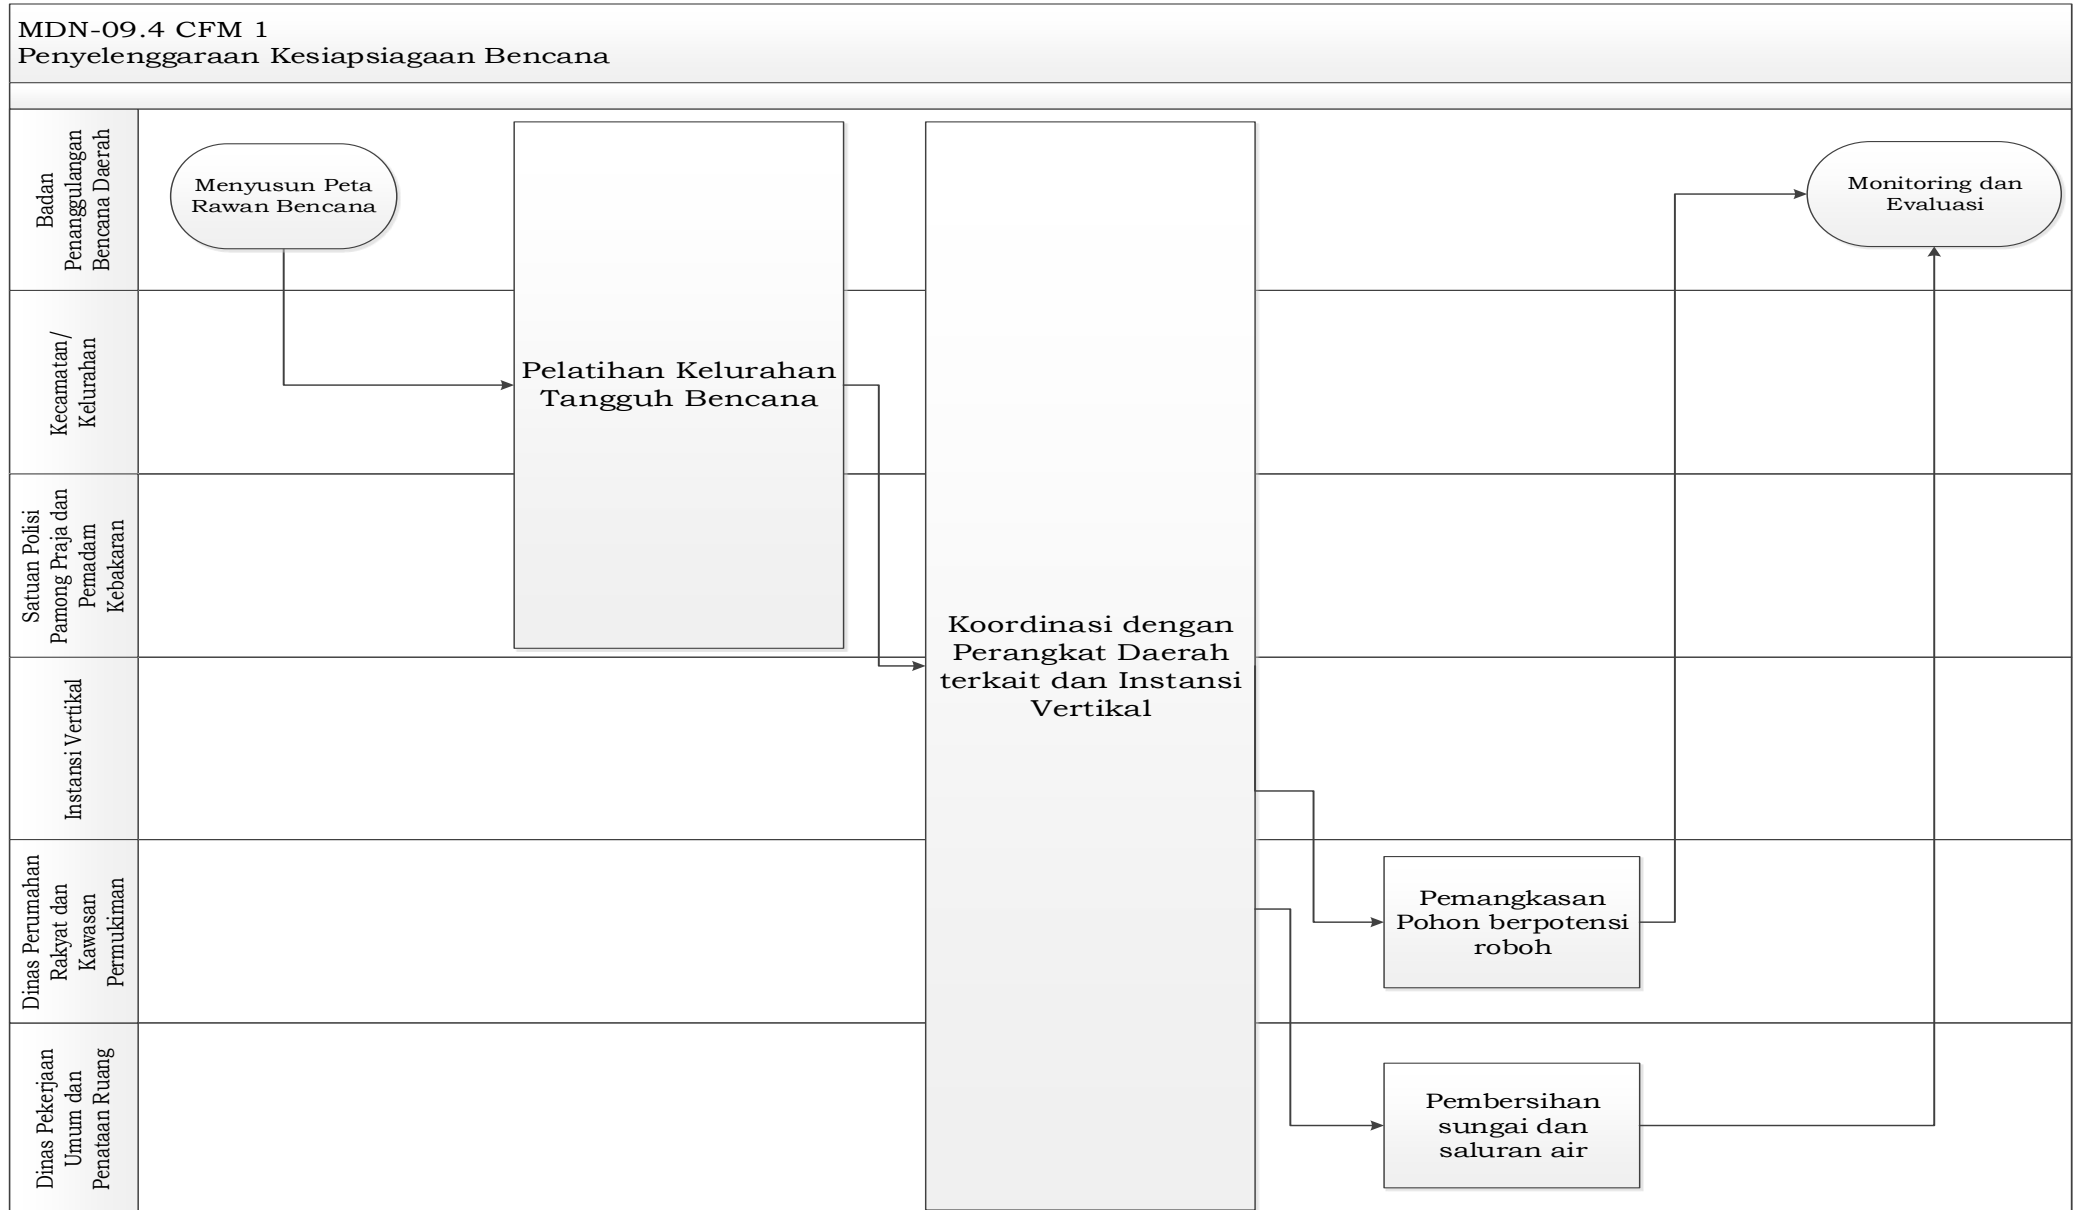 MDN-09.4 CFM 1
Penyelenggaraan Kesiapsiagaan Bencana
Badan
Penanggulangan
Bencana Daerah
Menyusun Peta
Rawan Bencana
Monitoring dan
Evaluasi
Kecamatan/
Kelurahan
Pelatihan Kelurahan
Tangguh Bencana
Satuan Polisi
Pamong Praja dan
Pemadam
Kebakaran
Koordinasi dengan
Perangkat Daerah
terkait dan Instansi
Vertikal
Instansi Vertikal
Dinas Perumahan
Rakyat dan
Kawasan
Permukiman
Pemangkasan
Pohon berpotensi
roboh
Dinas Pekerjaan
Umum dan
Penataan Ruang
Pembersihan
sungai dan
saluran air